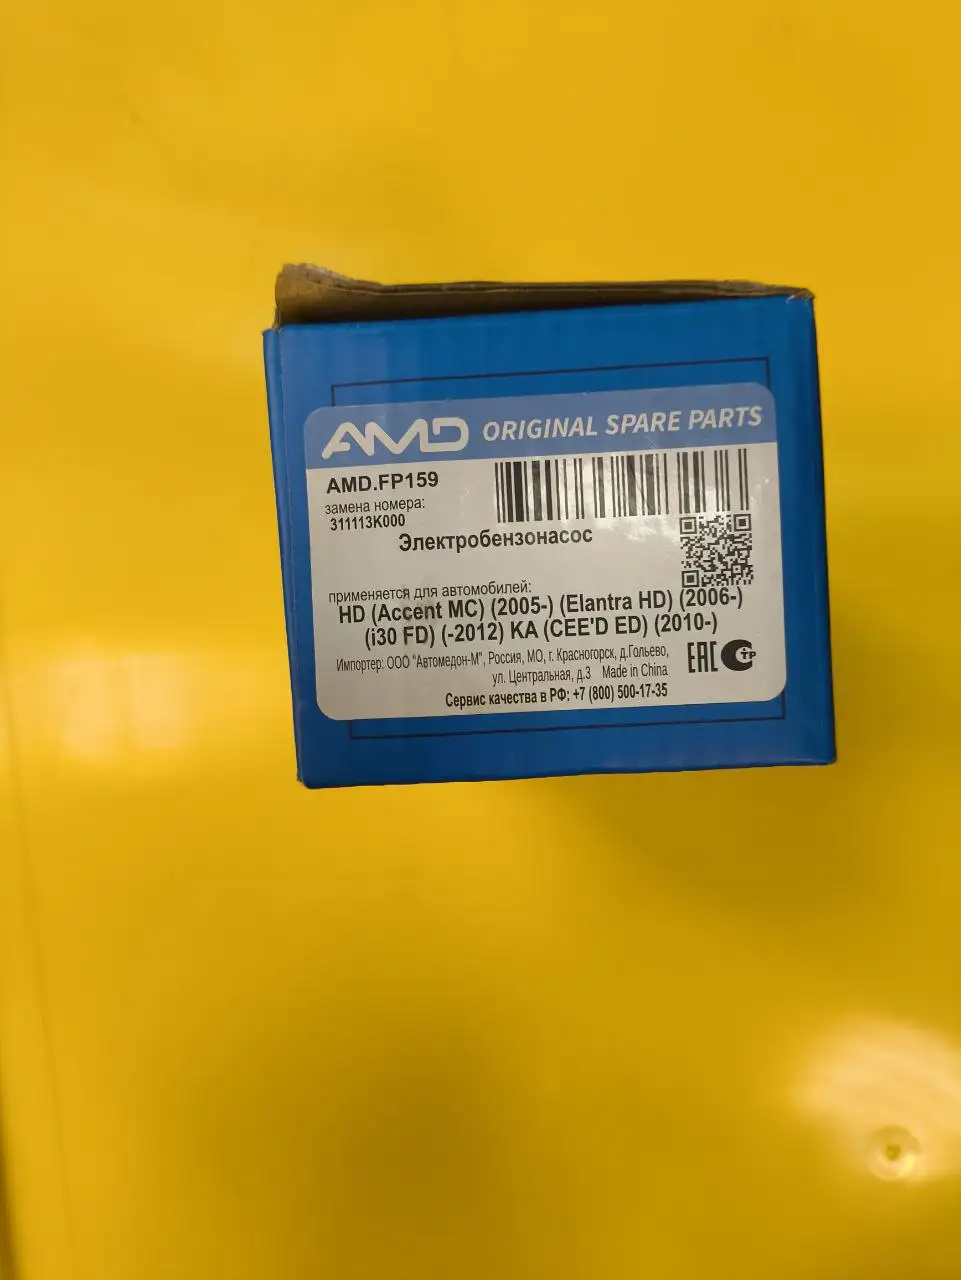 AMD ORIGINAL SPARE PARTS
AMD.FP159
замена номера:
311113K000
Электробензонасос
применяется для автомобилей:
HD (Accent MC) (2005-) (Elantra HD) (2006-)
(i30 FD) (-2012) KA (CEE'D ED) (2010-)
Импортер: ООО "Автомедон-М", Россия, МО, г. Красногорск, д.Гольево,
ул. Центральная, д.3 Made in China
Сервис качества в РФ: +7 (800) 500-17-35
EAC СТР